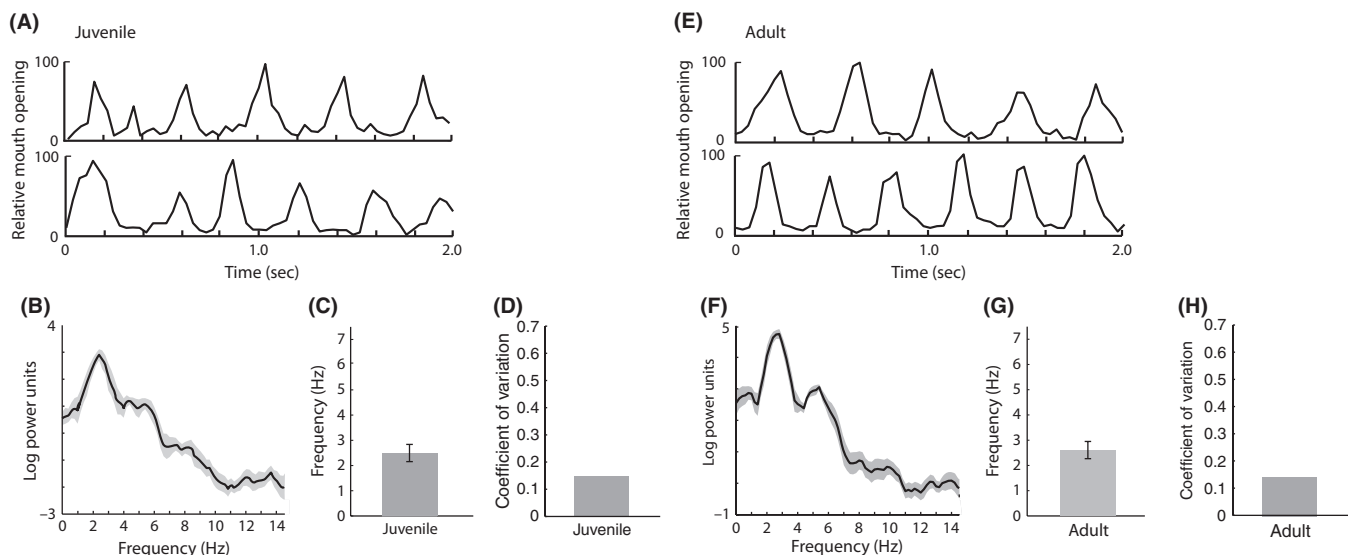 (A)
Juvenile
Relative mouth opening
100
0
100
0
0 1.0 2.0
Time (sec)
(E)
Adult
Relative mouth opening
100
0
100
0
0 1.0 2.0
Time (sec)
(B)
Log power units
4
–3
0 2 4 6 8 10 12 14
Frequency (Hz)
(C)
Frequency (Hz)
7
6
5
4
3
2
1
0
Juvenile
(D)
Coefficient of variation
0.7
0.6
0.5
0.4
0.3
0.2
0.1
0
Juvenile
(F)
Log power units
5
–1
0 2 4 6 8 10 12 14
Frequency (Hz)
(G)
Frequency (Hz)
7
6
5
4
3
2
1
0
Adult
(H)
Coefficient of variation
0.7
0.6
0.5
0.4
0.3
0.2
0.1
0
Adult